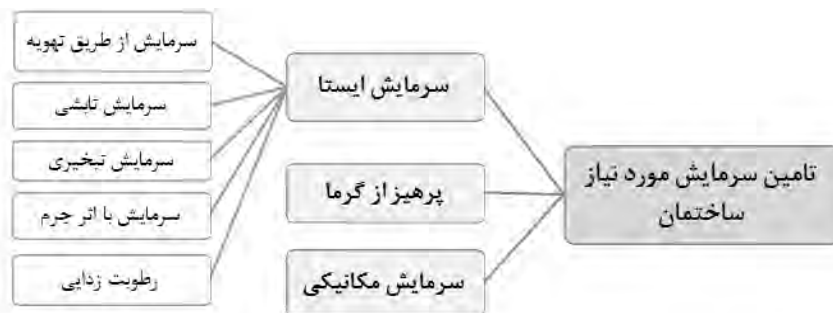 تامین سرمایش مورد نیاز
ساختمان
سرمایش ایستا
پرهیز از گرما
سرمایش مکانیکی
سرمایش از طریق تهویه
سرمایش تابشی
سرمایش تبخیری
سرمایش با اثر جرم
رطوبت زدایی